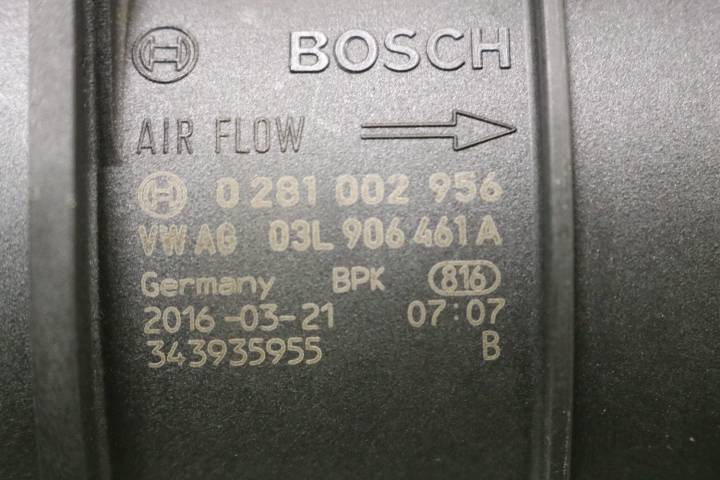 BOSCH
AIR FLOW
0 281 002 956
VW AG 03L 906 461 A
Germany BPK 816
2016-03-21 07:07
343935955 B